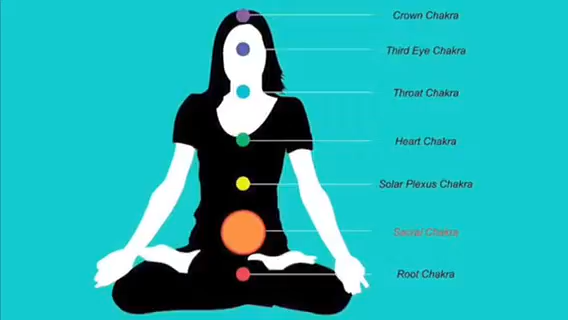 Crown Chakra
Third Eye Chakra
Throat Chakra
Heart Chakra
Solar Plexus Chakra
Sacral Chakra
Root Chakra